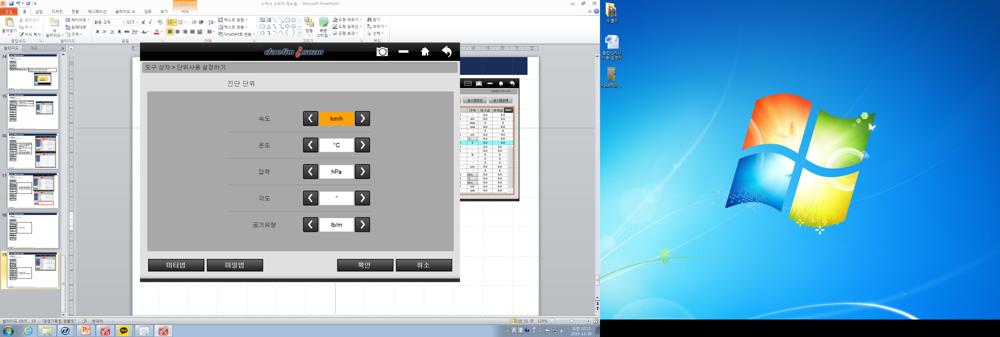 스캐너 소비자 메뉴얼 - Microsoft PowerPoint
그리기 도구
파일 홈 삽입 디자인 전환 애니메이션 슬라이드 쇼 검토 보기 서식
붙여넣기
잘라내기
복사
서식 복사
클립보드
새 슬라이드
레이아웃
원래대로
구역
슬라이드
맑은 고딕 12.5
글꼴
텍스트 방향
텍스트 맞춤
SmartArt로 변환
단락
정렬
빠른 스타일
도형 채우기
도형 윤곽선
도형 효과
그리기
찾기
바꾸기
선택
편집
슬라이드 개요
14
15
16
17
18
19
daelim iscan
도구 상자 > 단위사용 설정하기
진단 단위
속도 km/h
온도 °C
압력 hPa
각도 °
공기유량 lb/m
미터법 마일법 확인 취소
시스템정보 시스템선택
단위 최소값 최대값 RESET
- 0.0 0.0
mS 0.0 0.0
step 0 0
rpm 0.0 0.0
- 0 0
mS 0.0 0.0
°C 0.0 0.0
V 0.0 0.0
- 0.0 0.0
- 0.0 0.0
% 0 0
- 0 0
- 0 0
sec 0.0 0.0
- 0 0
hPa 0.0 0.0
°C 0.0 0.0
hPa 0.0 0.0
mV 0.0 0.0
rpm 0.0 0.0
슬라이드 19/0 .. 19 "경영기획팀 템플릿" 한국어
125%
TALK
A 漢
오전 10:22
2015-12-28
새 폴더
통합스캐너
사용 설명서
KakaoTalk_...